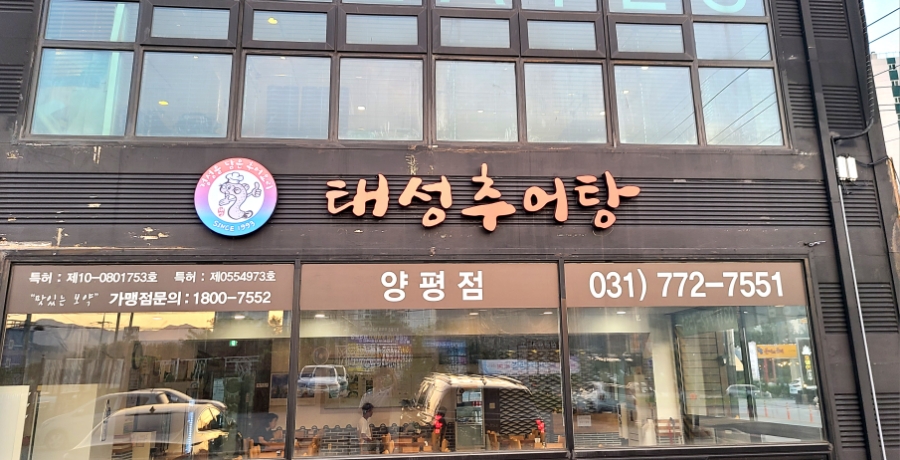 SINCE 1993
태성추어탕
특허 : 제10-0801753호 특허 : 제0554973호
"맛있는 보약" 가맹점문의 : 1800-7552
양평점
031) 772-7551